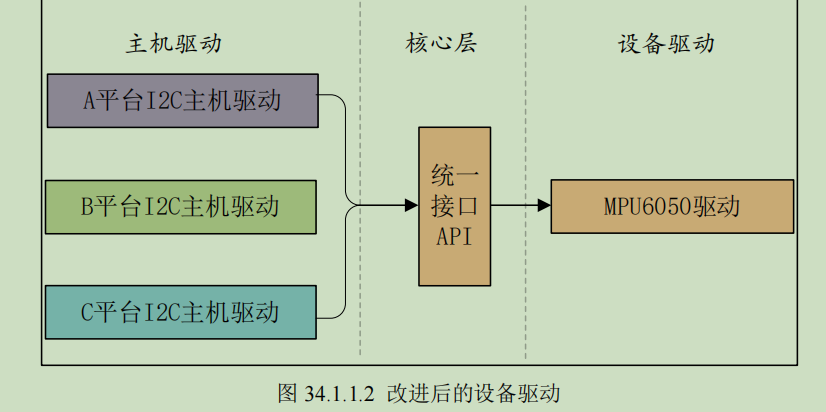 主机驱动 核心层 设备驱动
A平台I2C主机驱动
B平台I2C主机驱动
C平台I2C主机驱动
统一
接口
API
MPU6050驱动
图 34.1.1.2 改进后的设备驱动